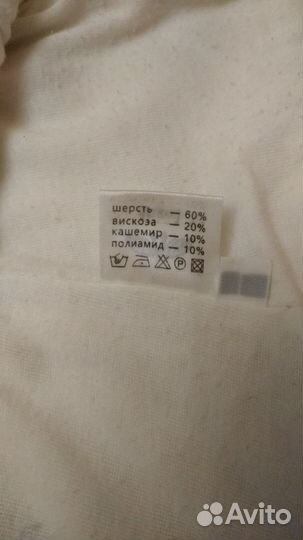 шерсть — 60%
вискоза — 20%
кашемир — 10%
полиамид — 10%
P
Avito